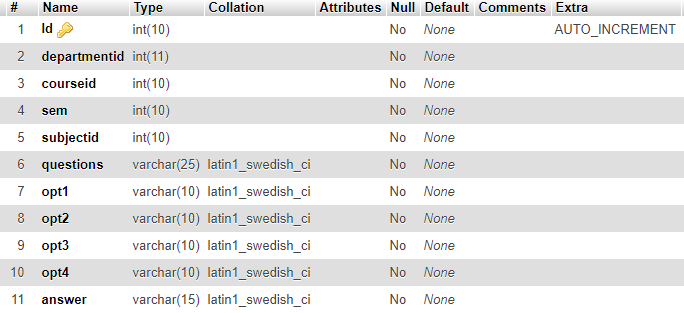 # Name Type Collation Attributes Null Default Comments Extra
1 Id int(10) No None AUTO_INCREMENT
2 departmentid int(11) No None
3 courseid int(10) No None
4 sem int(10) No None
5 subjectid int(10) No None
6 questions varchar(25) latin1_swedish_ci No None
7 opt1 varchar(10) latin1_swedish_ci No None
8 opt2 varchar(10) latin1_swedish_ci No None
9 opt3 varchar(10) latin1_swedish_ci No None
10 opt4 varchar(10) latin1_swedish_ci No None
11 answer varchar(15) latin1_swedish_ci No None